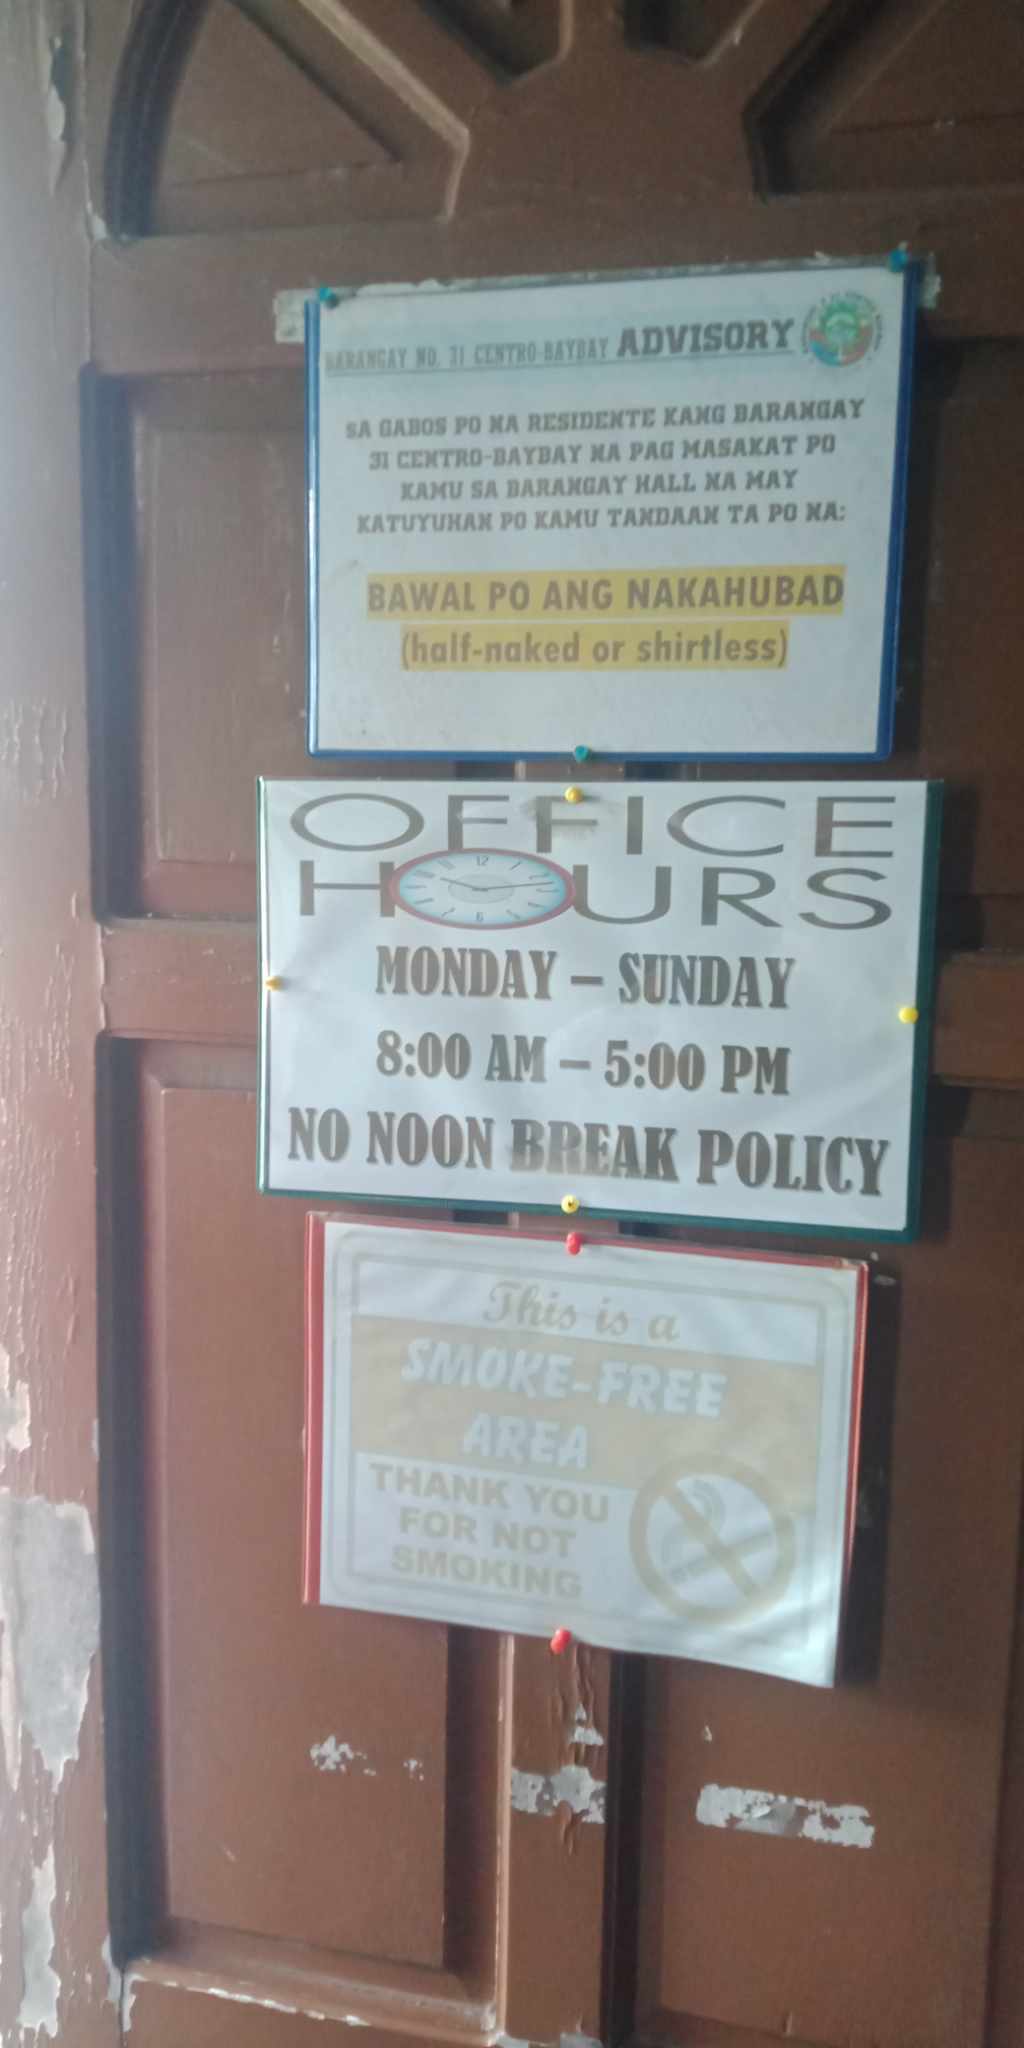 BARANGAY NO. 31 CENTRO-BAYBAY ADVISORY
SA GABOS PO NA RESIDENTE KANG BARANGAY
31 CENTRO-BAYBAY NA PAG MASAKAT PO
KAMU SA BARANGAY HALL NA MAY
KATUYUHAN PO KAMU TANDAAN TA PO NA:
BAWAL PO ANG NAKAHUBAD
(half-naked or shirtless)
OFFICE
HOURS
MONDAY – SUNDAY
8:00 AM – 5:00 PM
NO NOON BREAK POLICY
This is a
SMOKE-FREE
AREA
THANK YOU
FOR NOT
SMOKING